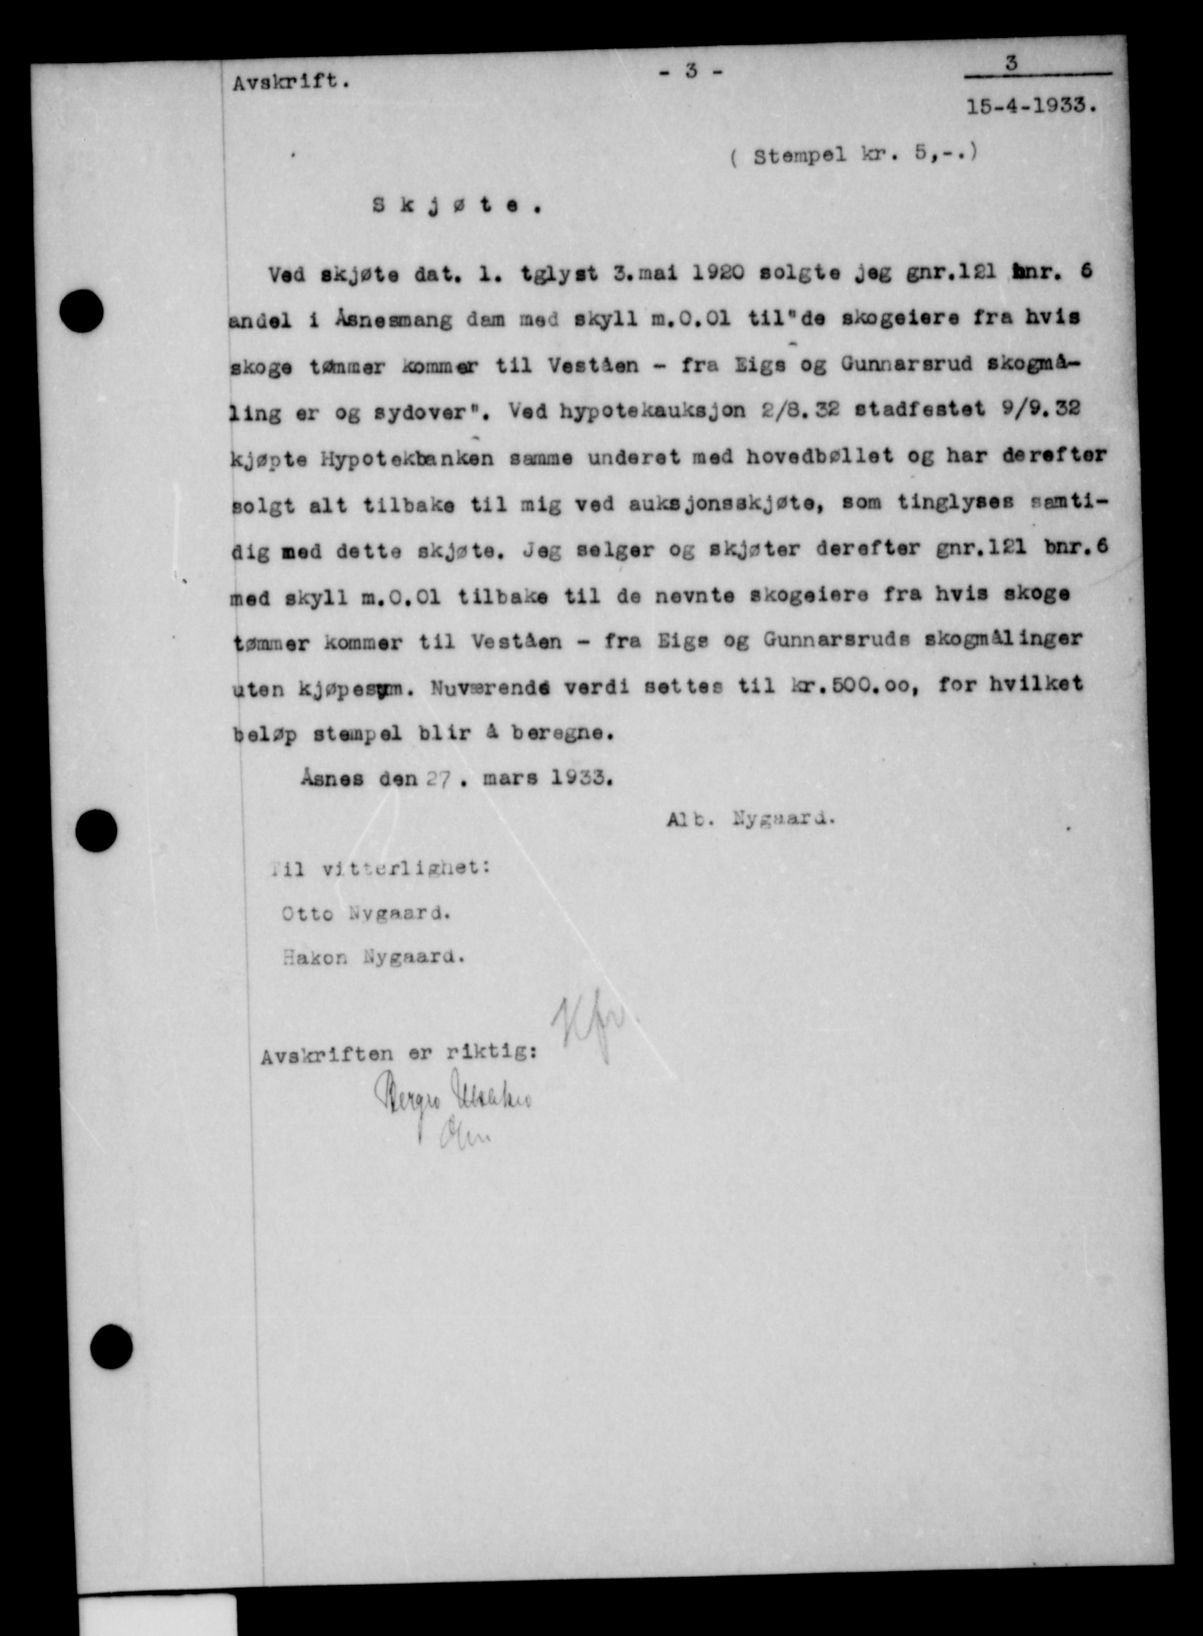 Avskrift.
- 3 -
3
15-4-1933.
( Stempel kr. 5,-.)
S k j ø t e .
Ved skjøte dat. 1. tglyst 3.mai 1920 solgte jeg gnr.121 bnr. 6
andel i Åsnesmang dam med skyll m.0.01 til"de skogeiere fra hvis
skoge tømmer kommer til Veståen - fra Eigs og Gunnarsrud skogmå-
ling er og sydover". Ved hypotekauksjon 2/8.32 stadfestet 9/9.32
kjøpte Hypotekbanken samme underet med hovedbøllet og har derefter
solgt alt tilbake til mig ved auksjonsskjøte, som tinglyses samti-
dig med dette skjøte. Jeg selger og skjøter derefter gnr.121 bnr.6
med skyll m.0.01 tilbake til de nevnte skogeiere fra hvis skoge
tømmer kommer til Veståen - fra Eigs og Gunnarsruds skogmålinger
uten kjøpesum. Nuværende verdi settes til kr.500.oo, for hvilket
beløp stempel blir å beregne.
Åsnes den 27. mars 1933.
Alb. Nygaard.
Til vitterlighet:
Otto Nygaard.
Hakon Nygaard.
Avskriften er riktig: